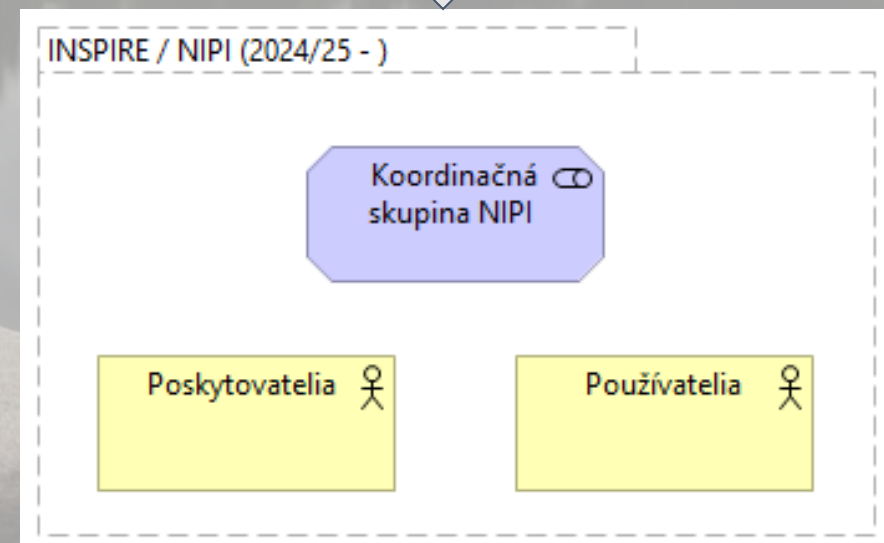 INSPIRE / NIPI (2024/25 - )
Koordinačná
skupina NIPI
Poskytovatelia
Používatelia